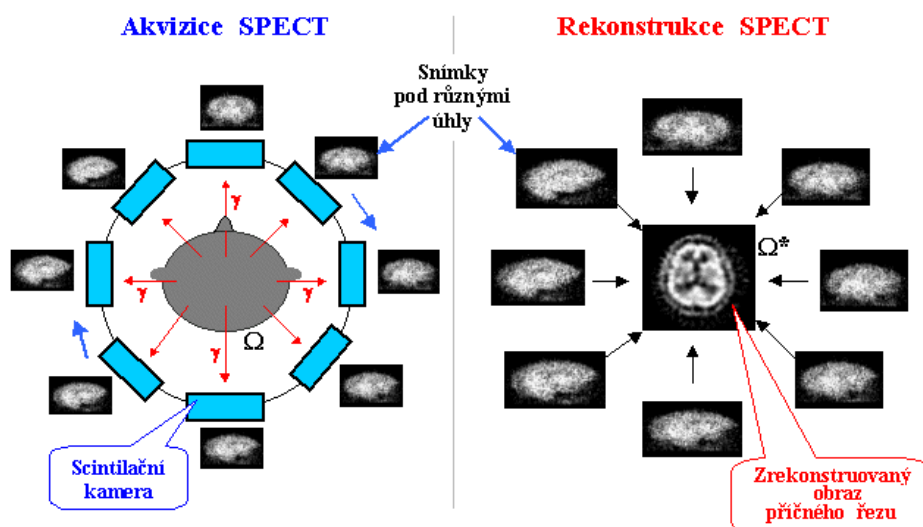 Akvizice SPECT
Rekonstrukce SPECT
Snímky
pod různými
úhly
γ
γ
γ
γ
Ω
Ω*
Scintilační
kamera
Zrekonstruovaný
obraz
příčného řezu